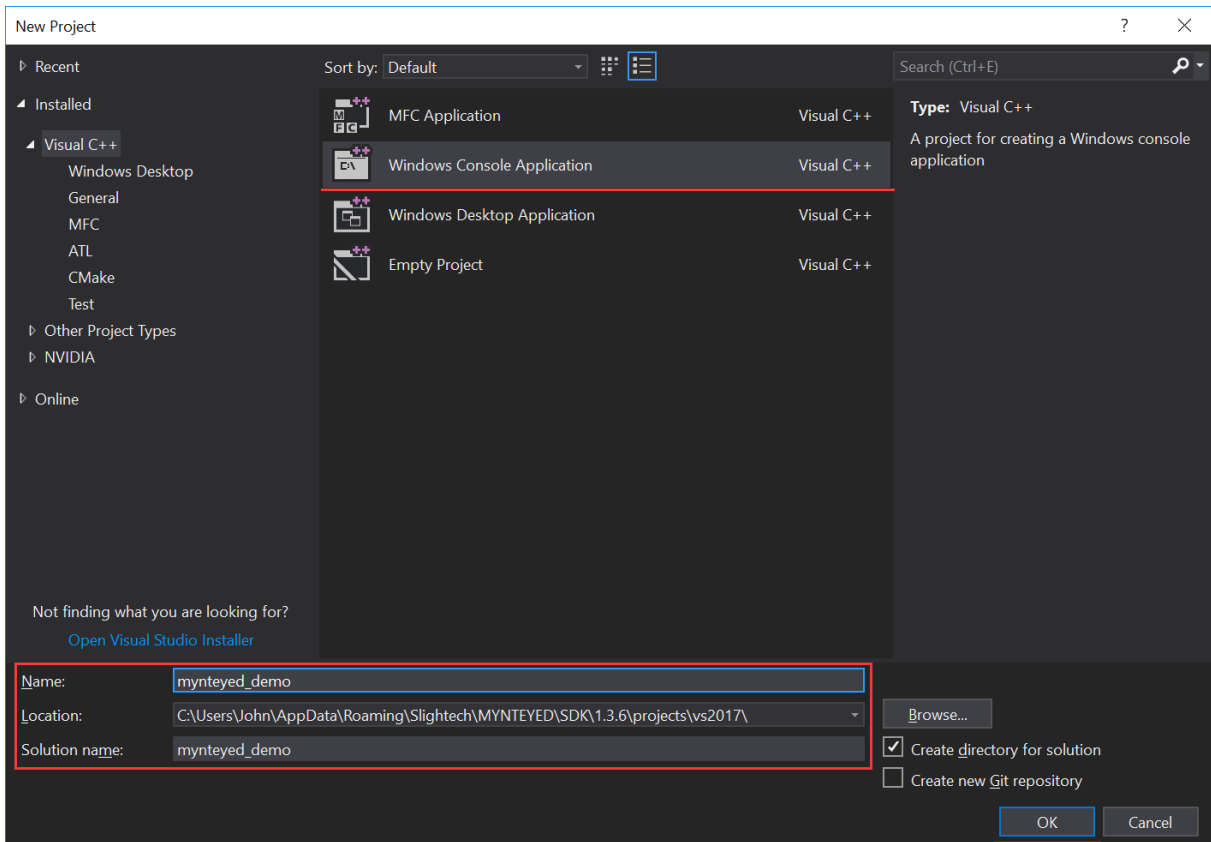 New Project
?
Recent
Sort by: Default
Search (Ctrl+E)
Installed
Visual C++
Windows Desktop
General
MFC
ATL
CMake
Test
Other Project Types
NVIDIA
Online
Not finding what you are looking for?
Open Visual Studio Installer
MFC Application Visual C++
Windows Console Application Visual C++
Windows Desktop Application Visual C++
Empty Project Visual C++
Type: Visual C++
A project for creating a Windows console
application
Name: mynteyed_demo
Location: C:\Users\John\AppData\Roaming\Slightech\MYNTEYED\SDK\1.3.6\projects\vs2017\
Browse...
Solution name: mynteyed_demo
Create directory for solution
Create new Git repository
OK Cancel